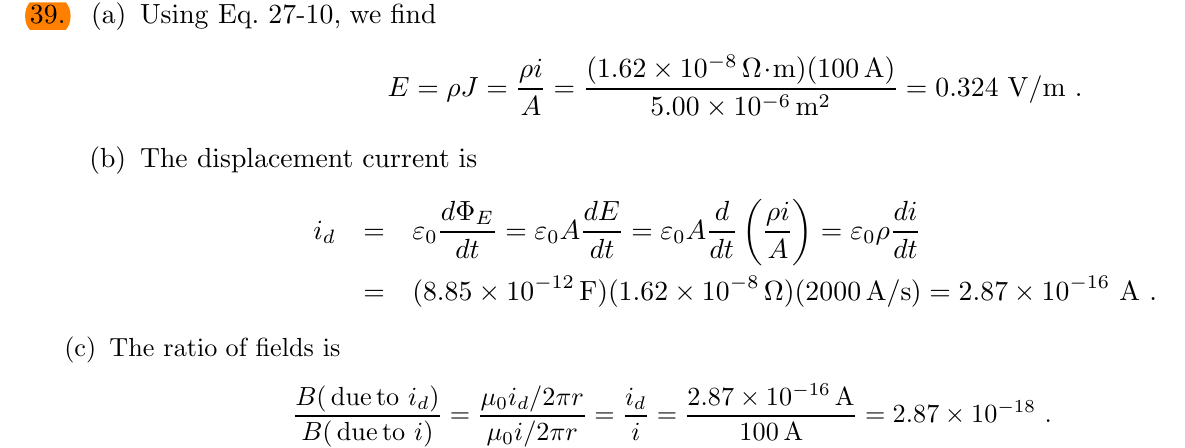 39. (a) Using Eq. 27-10, we find
E = ρJ = ρi/A = (1.62 × 10⁻⁸ Ω·m)(100 A) / 5.00 × 10⁻⁶ m² = 0.324 V/m .
(b) The displacement current is
i_d = ε₀ dΦ_E/dt = ε₀A dE/dt = ε₀A d/dt (ρi/A) = ε₀ρ di/dt
= (8.85 × 10⁻¹² F)(1.62 × 10⁻⁸ Ω)(2000 A/s) = 2.87 × 10⁻¹⁶ A .
(c) The ratio of fields is
B( due to i_d) / B( due to i) = μ₀i_d/2πr / μ₀i/2πr = i_d/i = 2.87 × 10⁻¹⁶ A / 100 A = 2.87 × 10⁻¹⁸ .